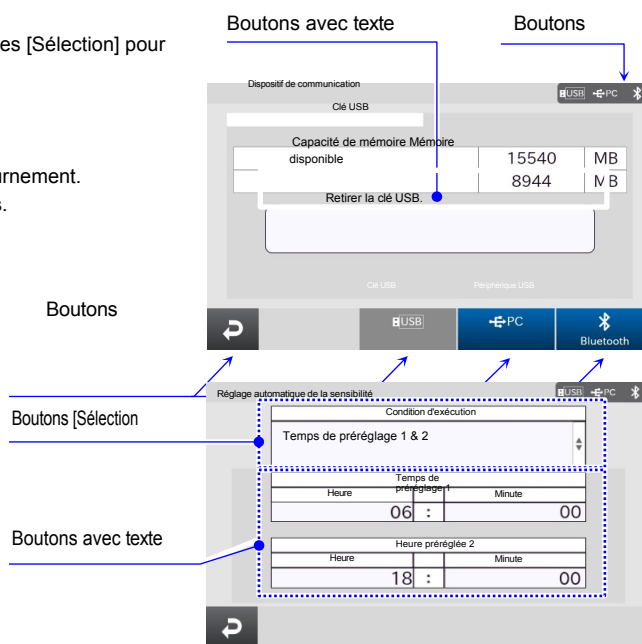 Boutons avec texte
Boutons
es [Sélection] pour
Dispositif de communication
USB PC
Clé USB
Capacité de mémoire Mémoire
disponible
15540 MB
8944 MB
urnement.
s.
Retirer la clé USB.
Clé USB
Périphérique USB
Boutons
USB
PC
Bluetooth
Réglage automatique de la sensibilité
USB PC
Boutons [Sélection
Condition d'exécution
Temps de préréglage 1 & 2
Temps de
préréglage 1
Heure
Minute
06 : 00
Boutons avec texte
Heure préréglée 2
Heure
Minute
18 : 00